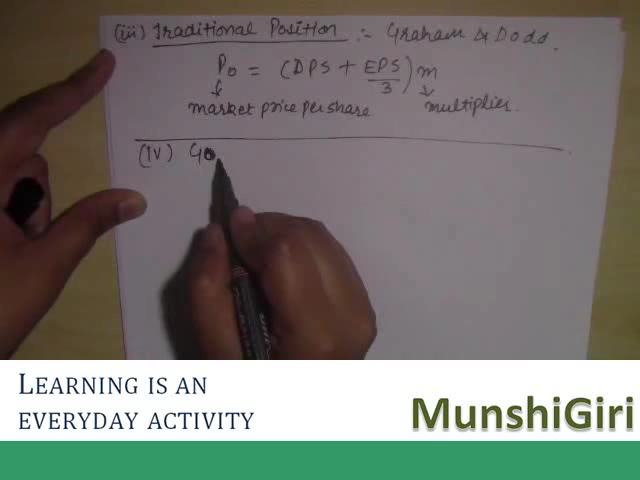 (iii) Traditional Position :- Graham & Dodd.
P0 = (DPS + EPS/3) m
market price per share multiplier.
(IV) Go
LEARNING IS AN
EVERYDAY ACTIVITY
MunshiGiri